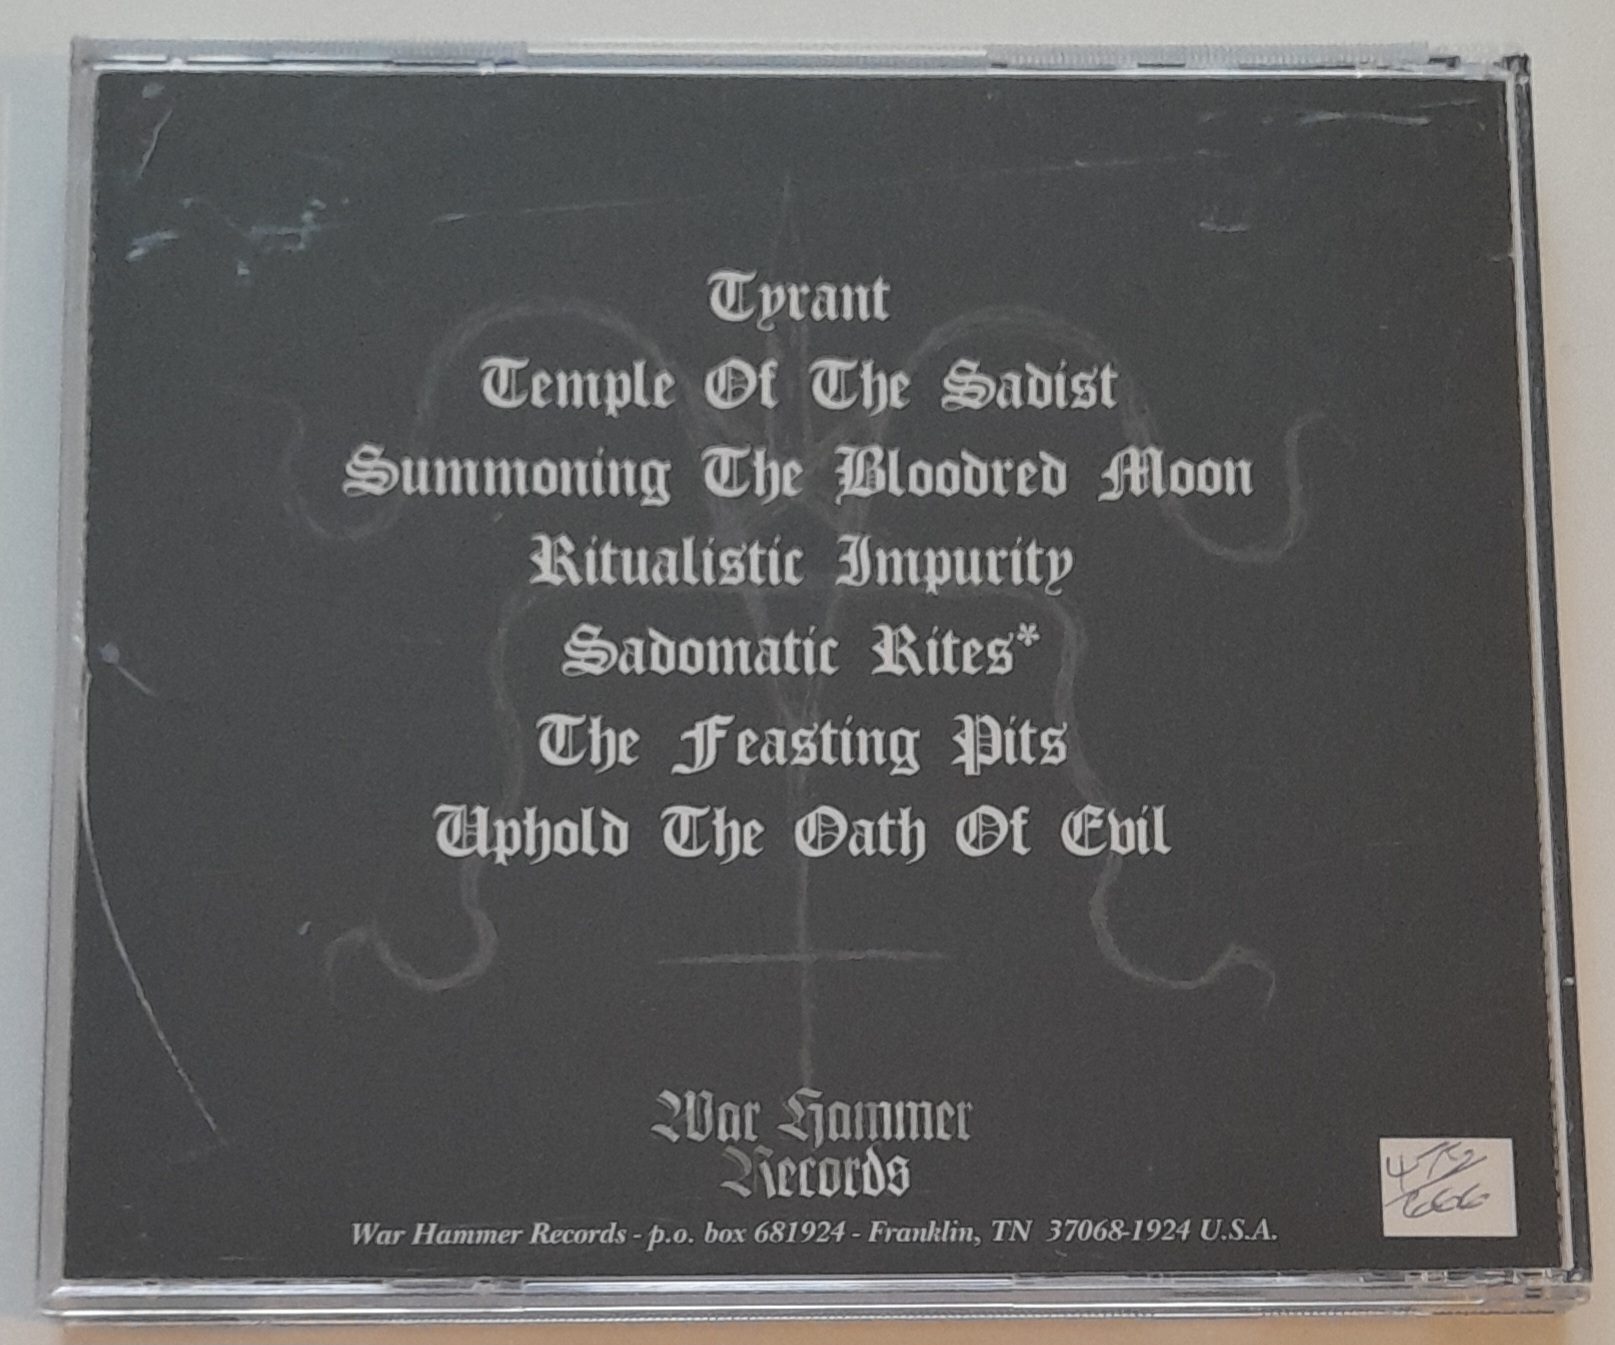 Tyrant
Temple Of The Sadist
Summoning The Bloodred Moon
Ritualistic Impurity
Sadomatic Rites*
The Feasting Pits
Uphold The Oath Of Evil
War Hammer
Records
War Hammer Records - p.o. box 681924 - Franklin, TN 37068-1924 U.S.A.
666